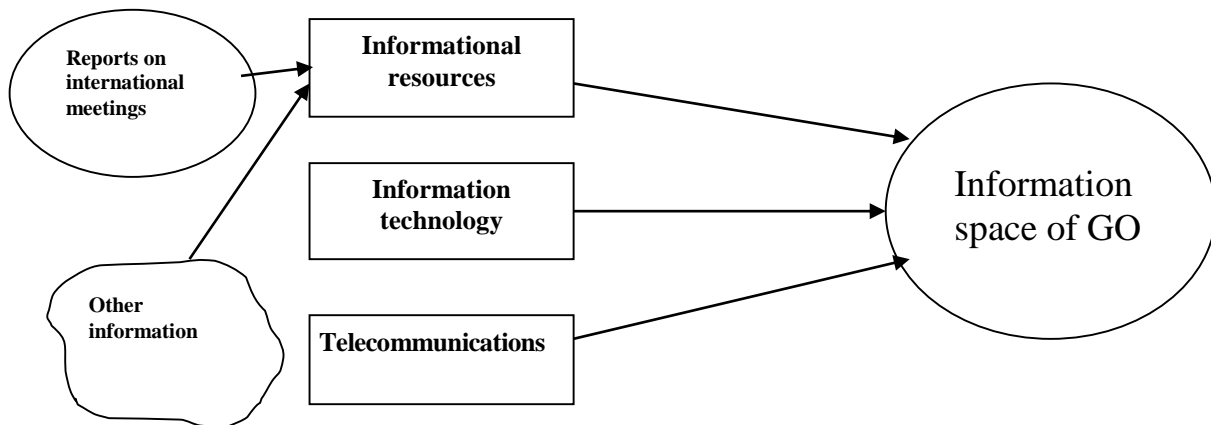 Reports on
international
meetings
Informational
resources
Information
technology
Information
space of GO
Other
information
Telecommunications